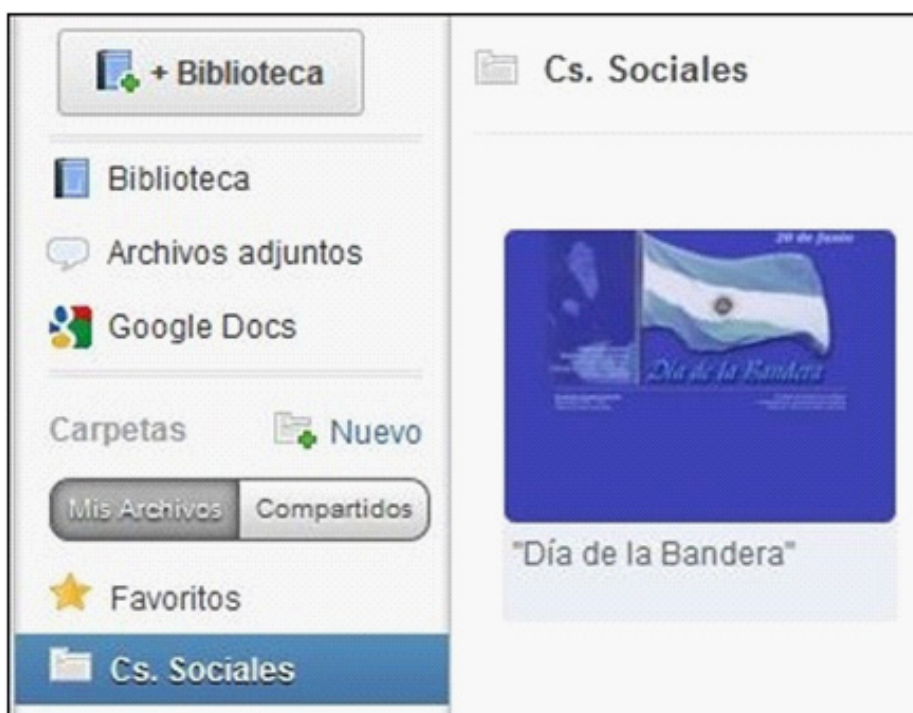 + Biblioteca
Biblioteca
Archivos adjuntos
Google Docs
Carpetas
Nuevo
Mis Archivos
Compartidos
Favoritos
Cs. Sociales
Cs. Sociales
20 de Junio
Día de la Bandera
"Día de la Bandera"